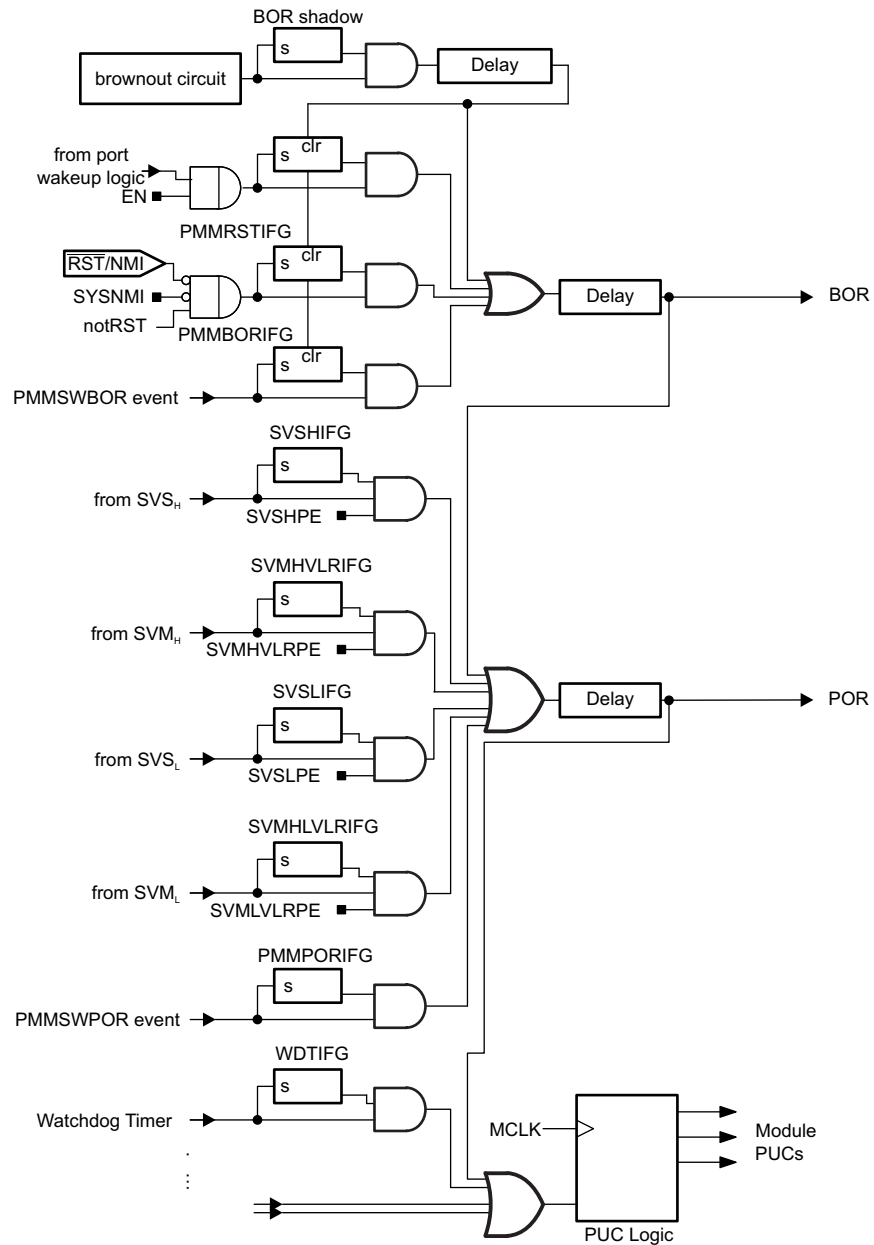 BOR shadow
s
brownout circuit
Delay
clr
s
from port
wakeup logic
EN
PMMRSTIFG
clr
s
RST/NMI
SYSNMI
notRST
Delay
BOR
PMMBORIFG
clr
s
PMMSWBOR event
SVSHIFG
s
from SVSH
SVSHPE
SVMHVLRIFG
s
from SVMH
SVMHVLRPE
Delay
POR
SVSLIFG
s
from SVSL
SVSLPE
SVMHLVLRIFG
s
from SVML
SVMLVLRPE
PMMPORIFG
s
PMMSWPOR event
WDTIFG
s
Watchdog Timer
MCLK
Module
PUCs
PUC Logic